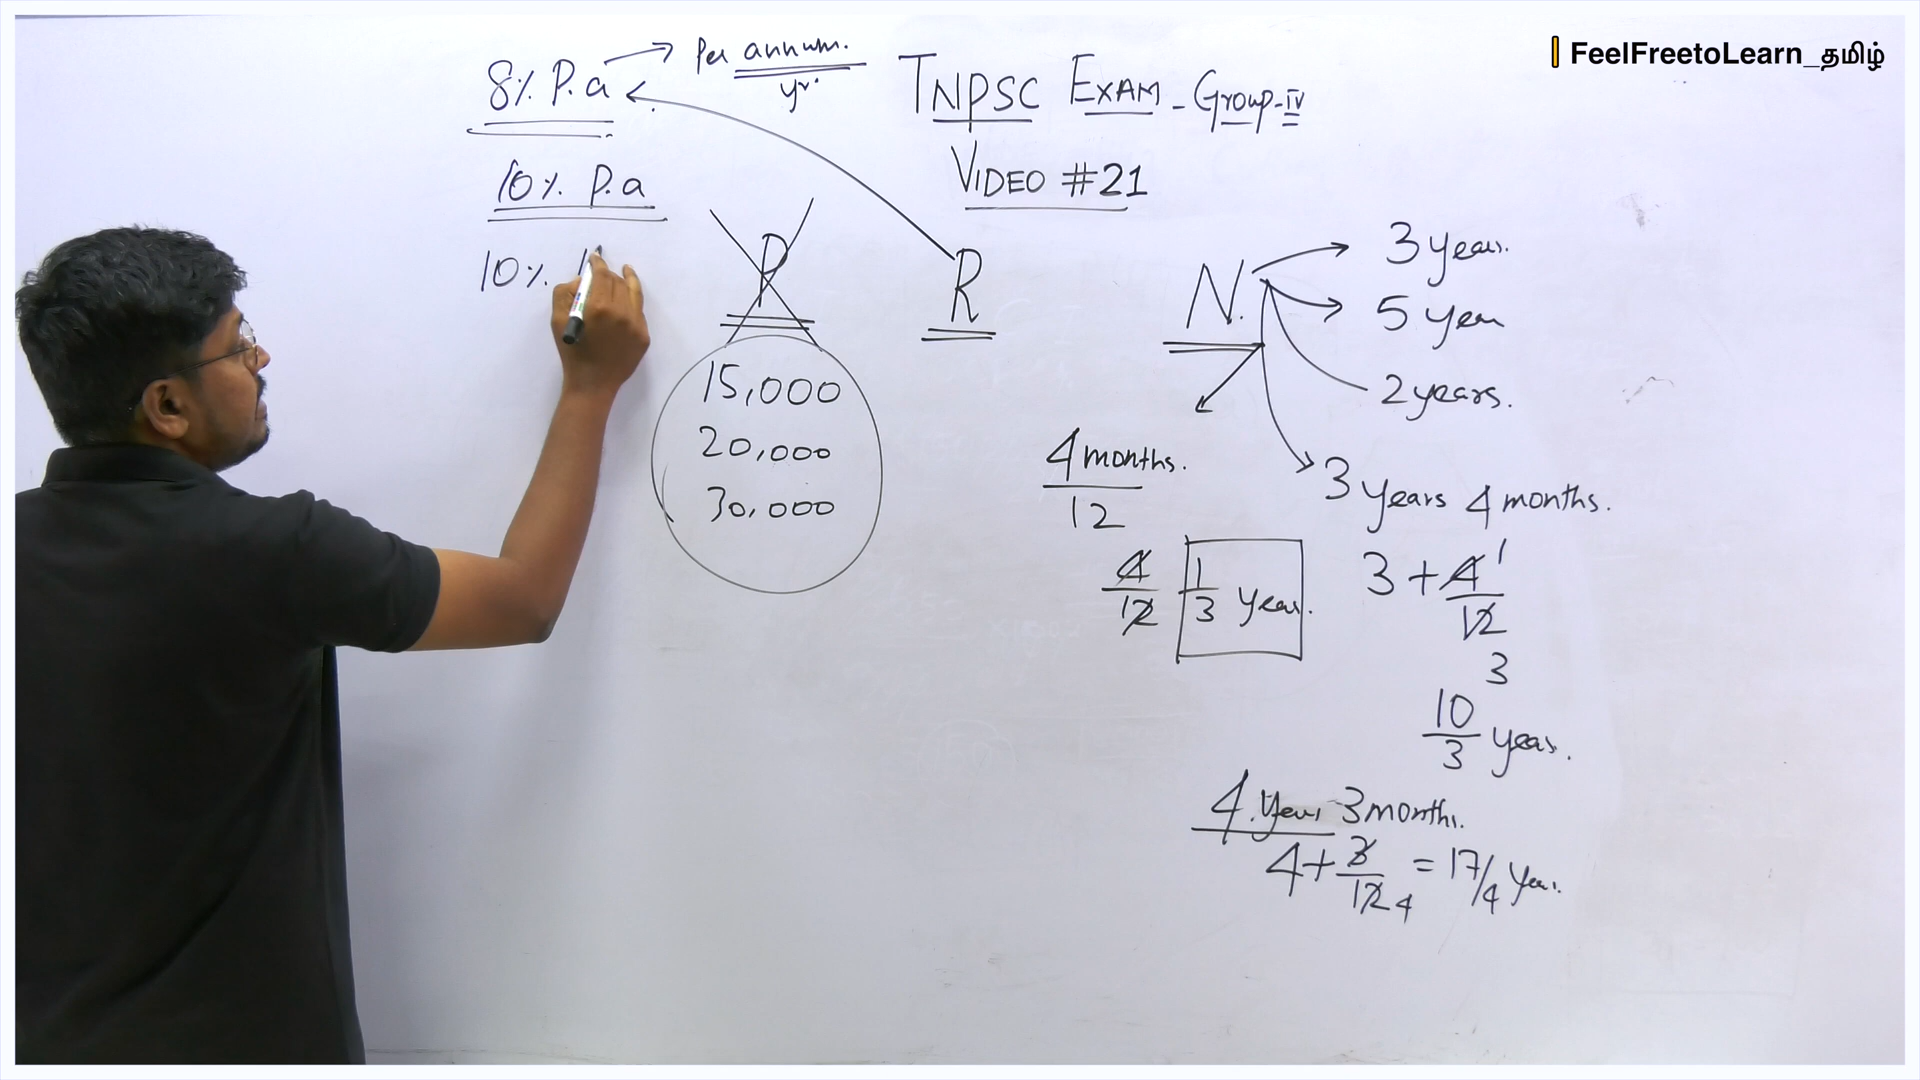 FeelFreetoLearn_தமிழ்
8% P.a
Per annum.
yr.
TNPSC EXAM - Group-IV
VIDEO #21
10% P.a
10%.
P
R
N.
15,000
20,000
30,000
3 years.
5 year
2 years.
3 years 4 months.
4 months.
12
4
12
1
3 year.
3 + 4 1
12
3
10
3 years.
4 years 3 months.
4 + 3
12 4
= 17/4 year.